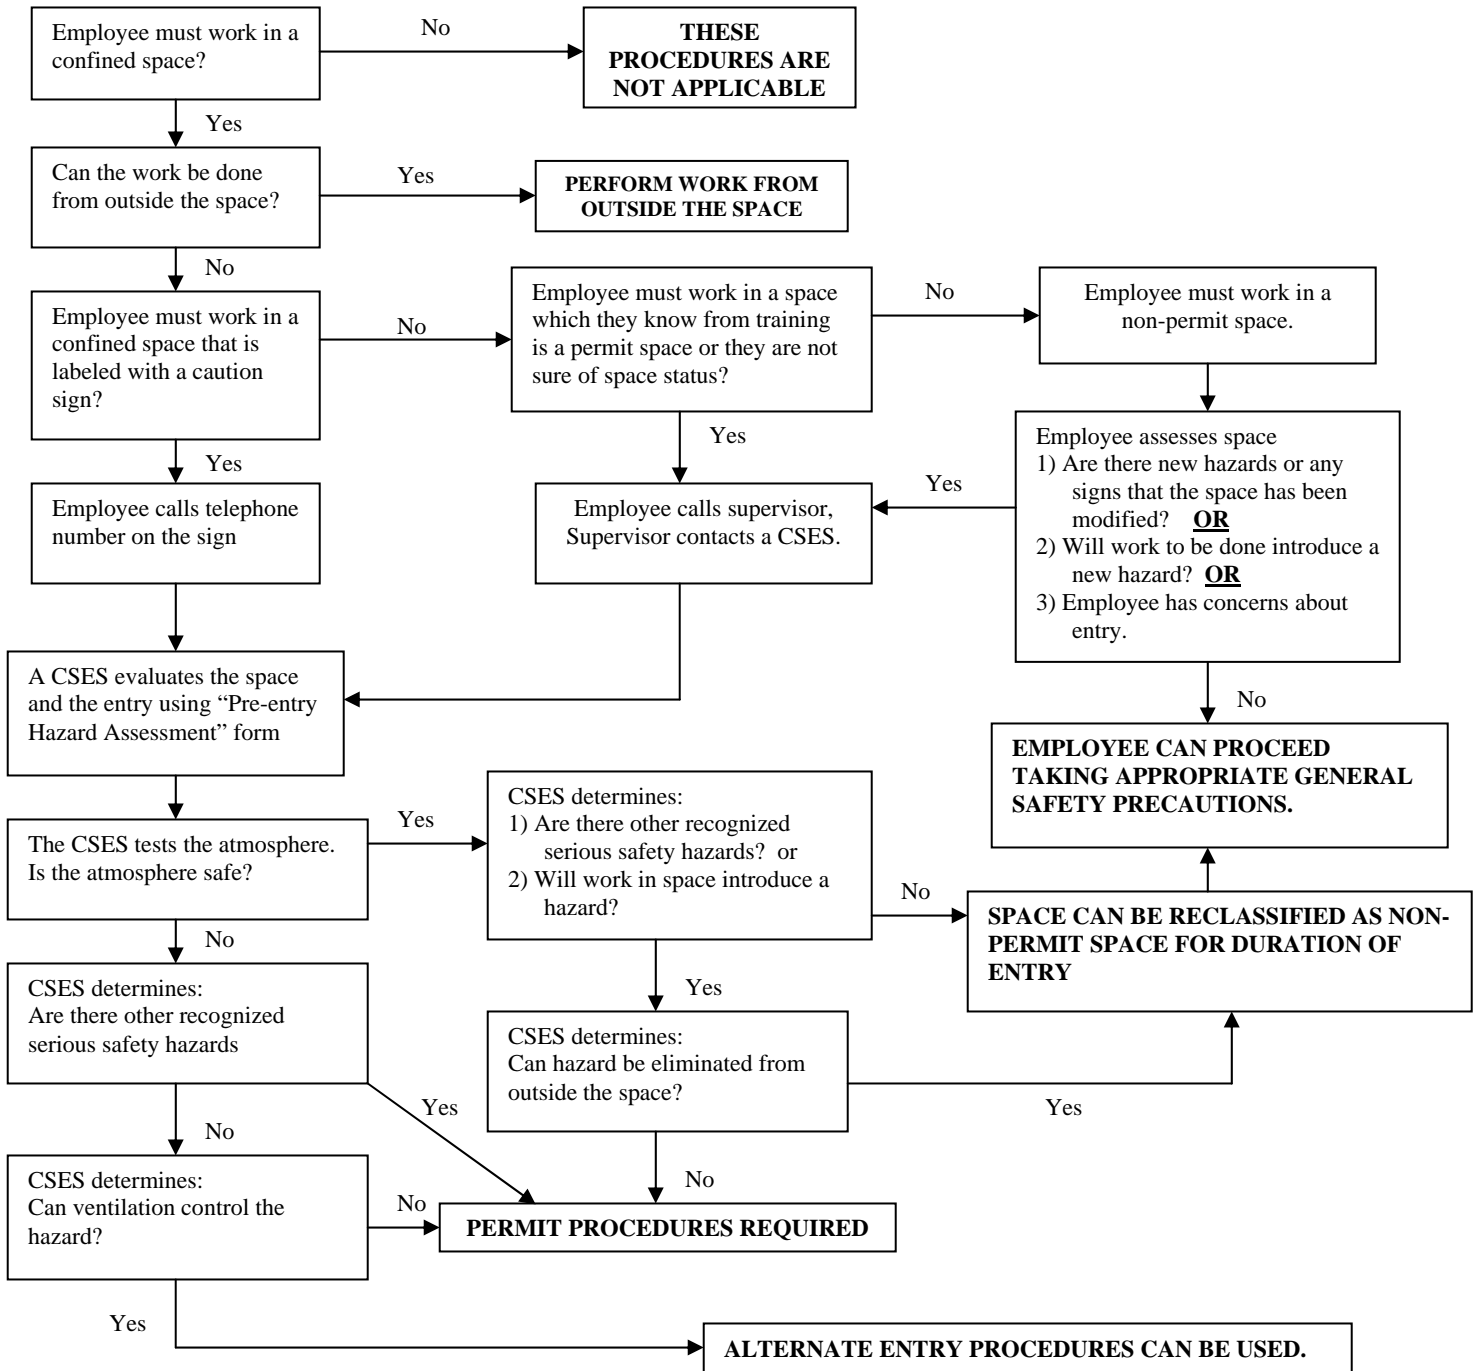 Employee must work in a
confined space?
No
THESE
PROCEDURES ARE
NOT APPLICABLE
Yes
Can the work be done
from outside the space?
Yes
PERFORM WORK FROM
OUTSIDE THE SPACE
No
Employee must work in a
confined space that is
labeled with a caution
sign?
No
Employee must work in a space
which they know from training
is a permit space or they are not
sure of space status?
No
Employee must work in a
non-permit space.
Yes
Employee calls telephone
number on the sign
Yes
Employee calls supervisor,
Supervisor contacts a CSES.
Yes
Employee assesses space
1) Are there new hazards or any
signs that the space has been
modified? OR
2) Will work to be done introduce a
new hazard? OR
3) Employee has concerns about
entry.
No
EMPLOYEE CAN PROCEED
TAKING APPROPRIATE GENERAL
SAFETY PRECAUTIONS.
A CSES evaluates the space
and the entry using “Pre-entry
Hazard Assessment” form
The CSES tests the atmosphere.
Is the atmosphere safe?
Yes
CSES determines:
1) Are there other recognized
serious safety hazards? or
2) Will work in space introduce a
hazard?
No
SPACE CAN BE RECLASSIFIED AS NON-
PERMIT SPACE FOR DURATION OF
ENTRY
No
CSES determines:
Are there other recognized
serious safety hazards
Yes
Yes
CSES determines:
Can hazard be eliminated from
outside the space?
Yes
No
CSES determines:
Can ventilation control the
hazard?
No
No
PERMIT PROCEDURES REQUIRED
Yes
ALTERNATE ENTRY PROCEDURES CAN BE USED.